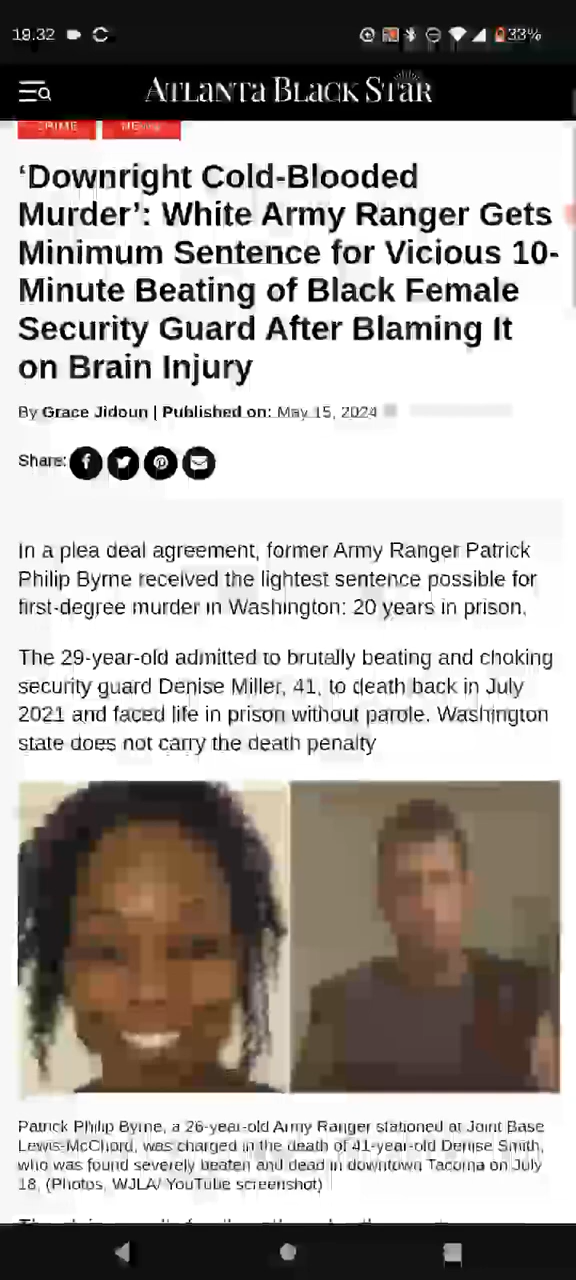 19.32
33%
ATLANTA BLACK STAR
CRIME NEWS
‘Downright Cold-Blooded
Murder’: White Army Ranger Gets
Minimum Sentence for Vicious 10-
Minute Beating of Black Female
Security Guard After Blaming It
on Brain Injury
By Grace Jidoun | Published on: May 15, 2024
Share:
In a plea deal agreement, former Army Ranger Patrick
Philip Byrne received the lightest sentence possible for
first-degree murder in Washington: 20 years in prison.
The 29-year-old admitted to brutally beating and choking
security guard Denise Miller, 41, to death back in July
2021 and faced life in prison without parole. Washington
state does not carry the death penalty
Patrick Philip Byrne, a 26-year-old Army Ranger stationed at Joint Base
Lewis-McChord, was charged in the death of 41-year-old Denise Smith,
who was found severely beaten and dead in downtown Tacoma on July
18, (Photos, WJLA/ YouTube screenshot)